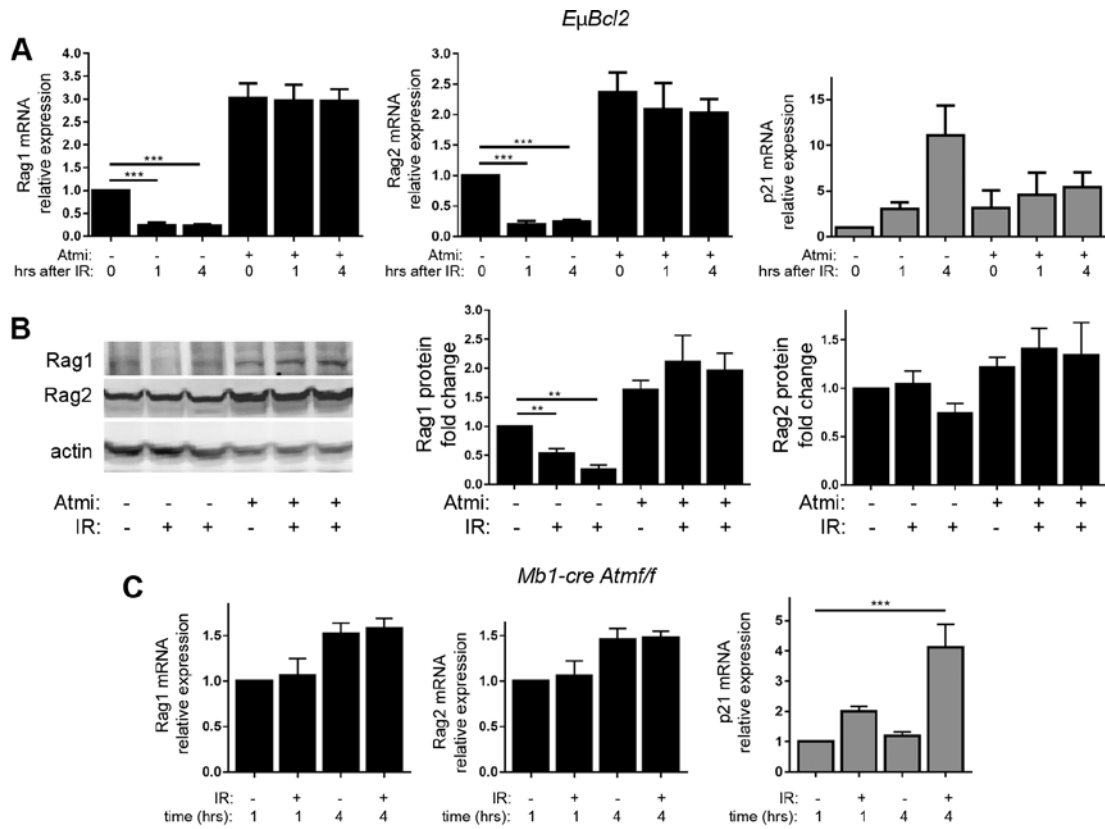 EμBcl2
A
Rag1 mRNA
relative expression
4.0
3.5
3.0
2.5
2.0
1.5
1.0
0.5
0.0
***
***
Atmi: - - - + + +
hrs after IR: 0 1 4 0 1 4
Rag2 mRNA
relative expression
3.0
2.5
2.0
1.5
1.0
0.5
0.0
***
***
Atmi: - - - + + +
hrs after IR: 0 1 4 0 1 4
p21 mRNA
relative expession
15
10
5
0
Atmi: - - - + + +
hrs after IR: 0 1 4 0 1 4
B
Rag1
Rag2
actin
Atmi: - - - + + +
IR: - + + - + +
Rag1 protein
fold change
3.0
2.5
2.0
1.5
1.0
0.5
0.0
**
**
Atmi: - - - + + +
IR: - + + - + +
Rag2 protein
fold change
2.0
1.5
1.0
0.5
0.0
Atmi: - - - + + +
IR: - + + - + +
Mb1-cre Atmf/f
C
Rag1 mRNA
relative expression
1.5
1.0
0.5
0.0
IR: - + - +
time (hrs): 1 1 4 4
Rag2 mRNA
relative expression
1.5
1.0
0.5
0.0
IR: - + - +
time (hrs): 1 1 4 4
p21 mRNA
relative expression
5
4
3
2
1
0
***
IR: - + - +
time (hrs): 1 1 4 4